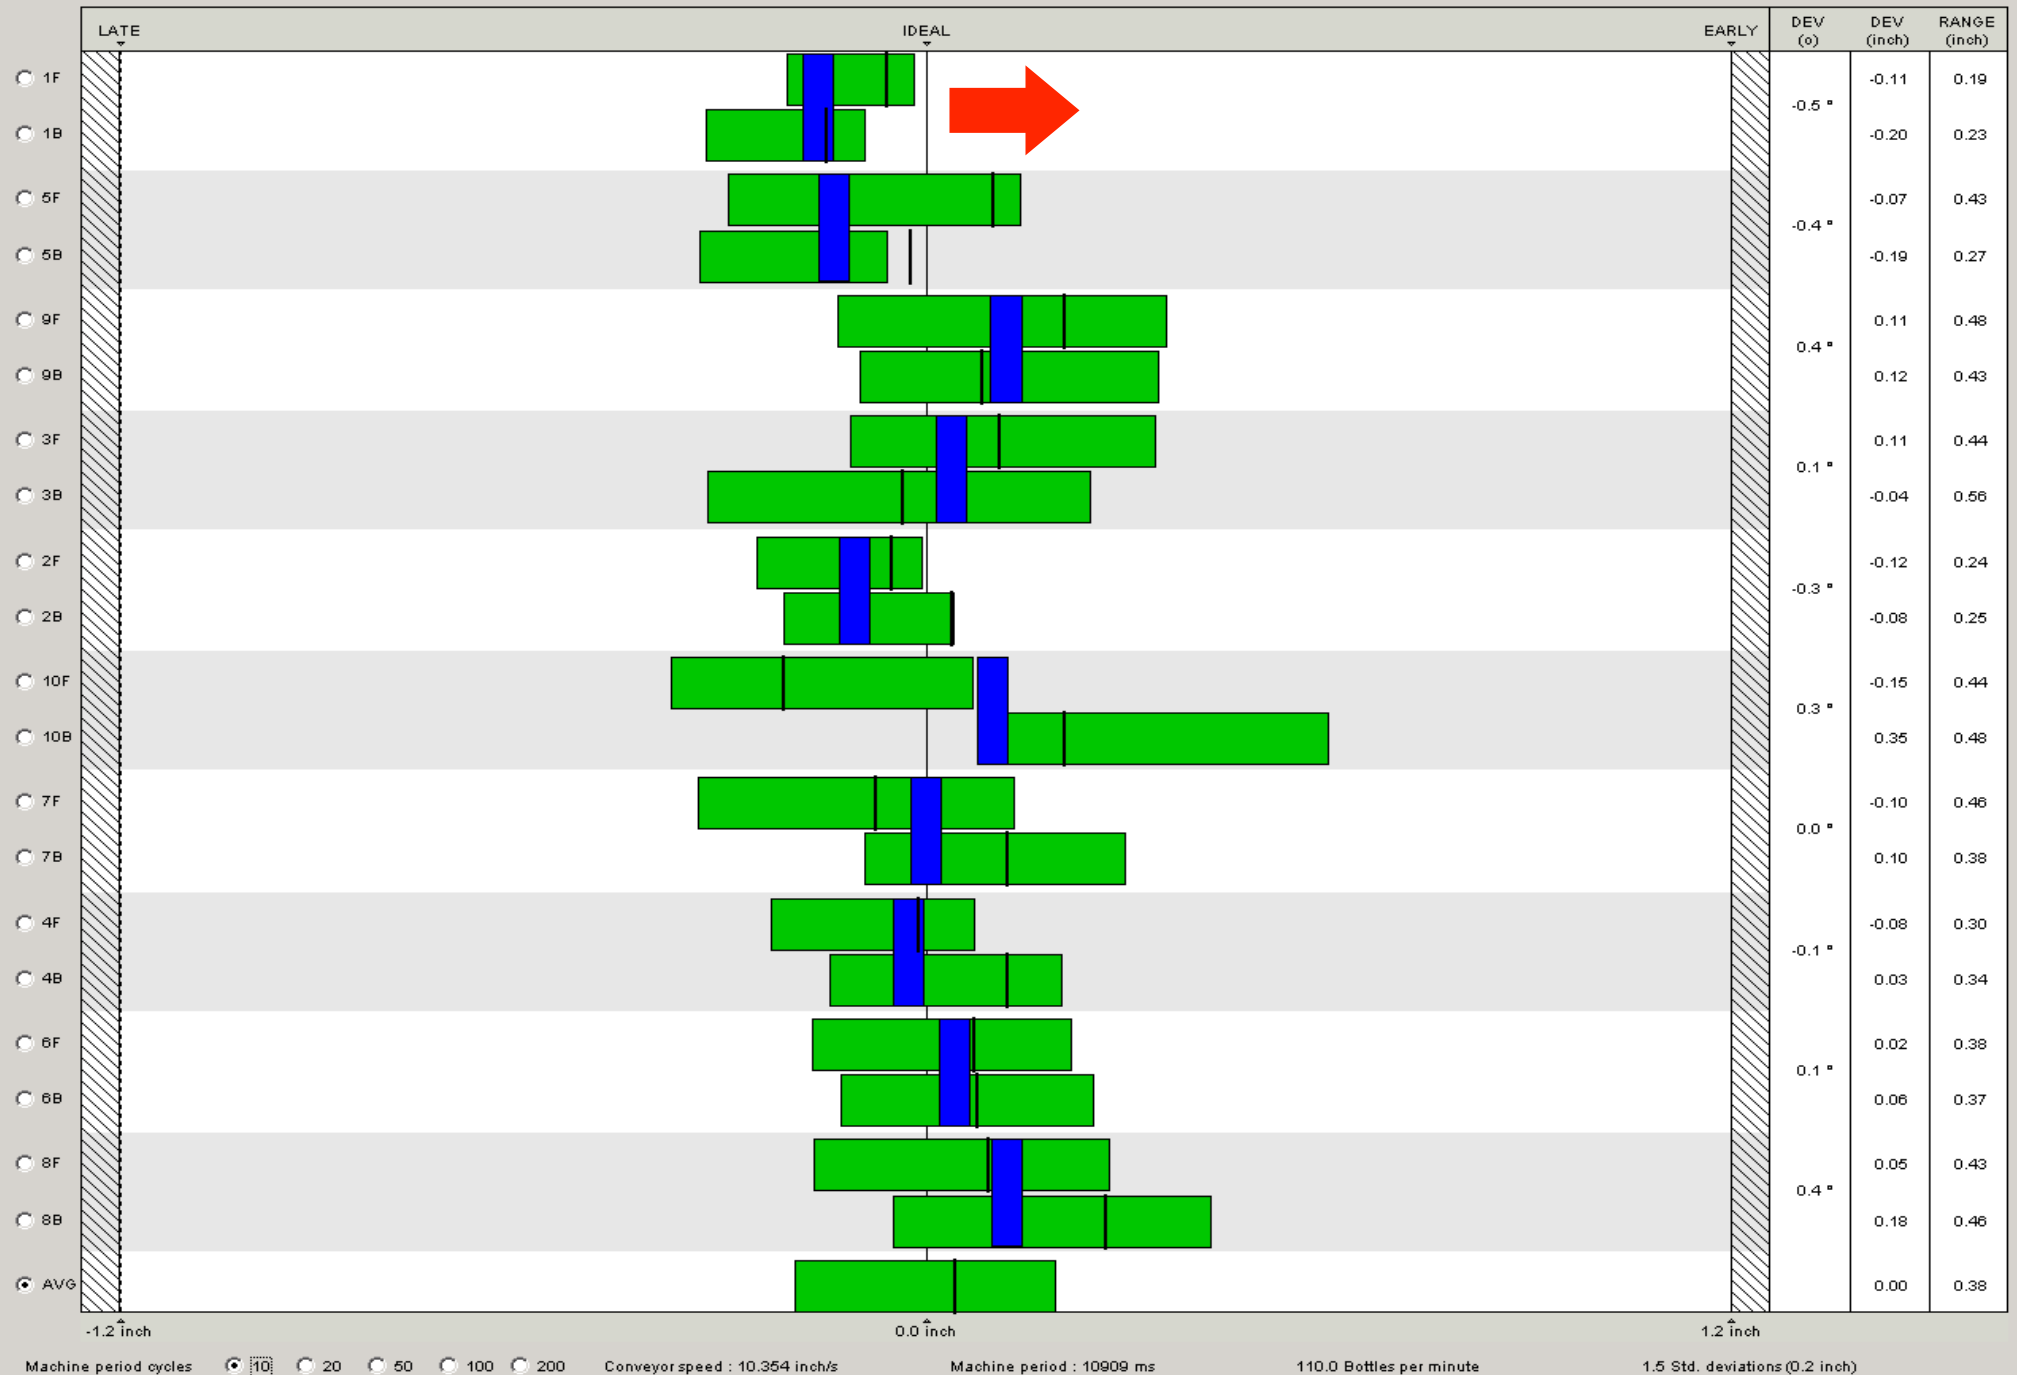 LATE IDEAL EARLY DEV (o) DEV (inch) RANGE (inch)
1F -0.11 0.19
-0.5 °
1B -0.20 0.23
5F -0.07 0.43
-0.4 °
5B -0.19 0.27
9F 0.11 0.48
0.4 °
9B 0.12 0.43
3F 0.11 0.44
0.1 °
3B -0.04 0.56
2F -0.12 0.24
-0.3 °
2B -0.08 0.25
10F -0.15 0.44
0.3 °
10B 0.35 0.48
7F -0.10 0.46
0.0 °
7B 0.10 0.38
4F -0.08 0.30
-0.1 °
4B 0.03 0.34
6F 0.02 0.38
0.1 °
6B 0.06 0.37
8F 0.05 0.43
0.4 °
8B 0.18 0.46
AVG 0.00 0.38
-1.2 inch 0.0 inch 1.2 inch
Machine period cycles 10 20 50 100 200 Conveyor speed : 10.354 inch/s Machine period : 10909 ms 110.0 Bottles per minute 1.5 Std. deviations (0.2 inch)